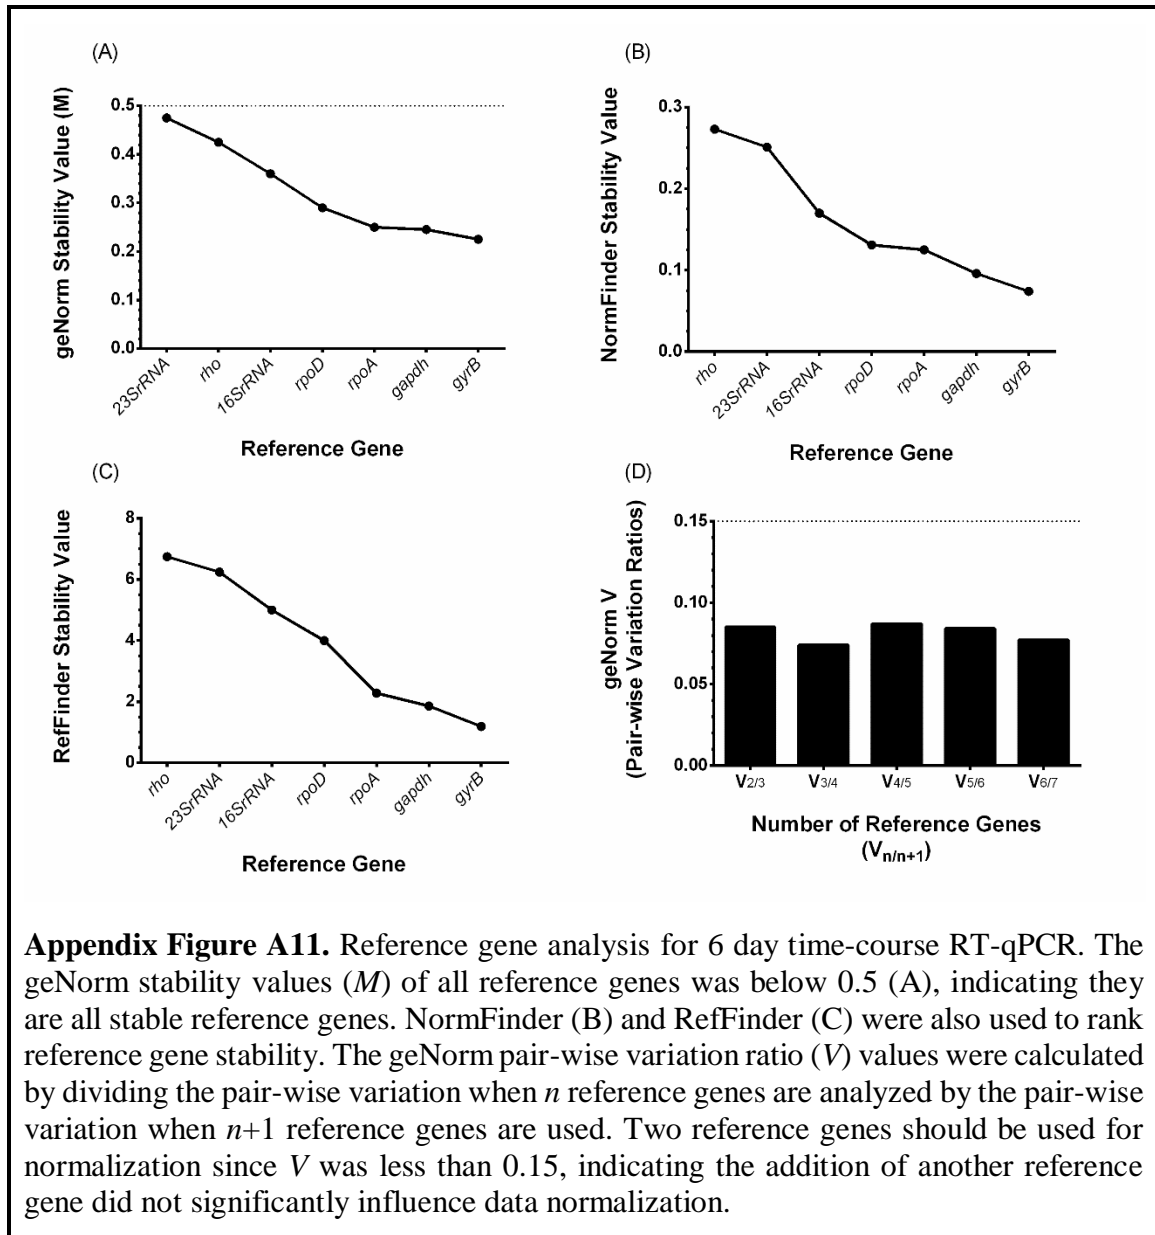 (A)
geNorm Stability Value (M)
0.5
0.4
0.3
0.2
0.1
0.0
23SrRNA
rho
16SrRNA
rpoD
rpoA
gapdh
gyrB
Reference Gene
(B)
NormFinder Stability Value
0.3
0.2
0.1
0.0
rho
23SrRNA
16SrRNA
rpoD
rpoA
gapdh
gyrB
Reference Gene
(C)
RefFinder Stability Value
8
6
4
2
0
rho
23SrRNA
16SrRNA
rpoD
rpoA
gapdh
gyrB
Reference Gene
(D)
geNorm V
(Pair-wise Variation Ratios)
0.15
0.10
0.05
0.00
V2/3
V3/4
V4/5
V5/6
V6/7
Number of Reference Genes
(Vn/n+1)
Appendix Figure A11. Reference gene analysis for 6 day time-course RT-qPCR. The
geNorm stability values (M) of all reference genes was below 0.5 (A), indicating they
are all stable reference genes. NormFinder (B) and RefFinder (C) were also used to rank
reference gene stability. The geNorm pair-wise variation ratio (V) values were calculated
by dividing the pair-wise variation when n reference genes are analyzed by the pair-wise
variation when n+1 reference genes are used. Two reference genes should be used for
normalization since V was less than 0.15, indicating the addition of another reference
gene did not significantly influence data normalization.